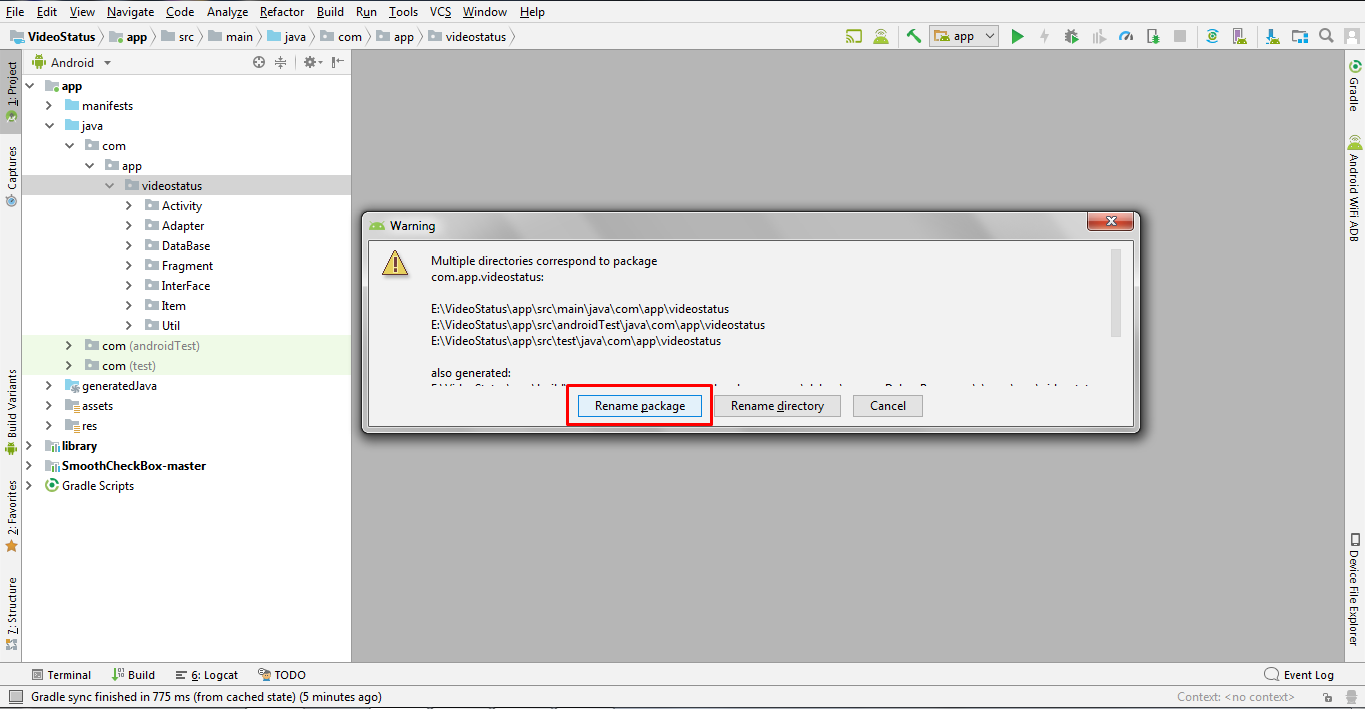 File Edit View Navigate Code Analyze Refactor Build Run Tools VCS Window Help
VideoStatus app src main java com app videostatus app
1: Project
Captures
Build Variants
2: Favorites
7: Structure
Android
app
manifests
java
com
app
videostatus
Activity
Adapter
DataBase
Fragment
InterFace
Item
Util
com (androidTest)
com (test)
generatedJava
assets
res
library
SmoothCheckBox-master
Gradle Scripts
Warning
Multiple directories correspond to package
com.app.videostatus:
E:\VideoStatus\app\src\main\java\com\app\videostatus
E:\VideoStatus\app\src\androidTest\java\com\app\videostatus
E:\VideoStatus\app\src\test\java\com\app\videostatus
also generated:
Rename package Rename directory Cancel
Gradle
Android WiFi ADB
Device File Explorer
Terminal Build 6: Logcat TODO Event Log
Gradle sync finished in 775 ms (from cached state) (5 minutes ago) Context: <no context>